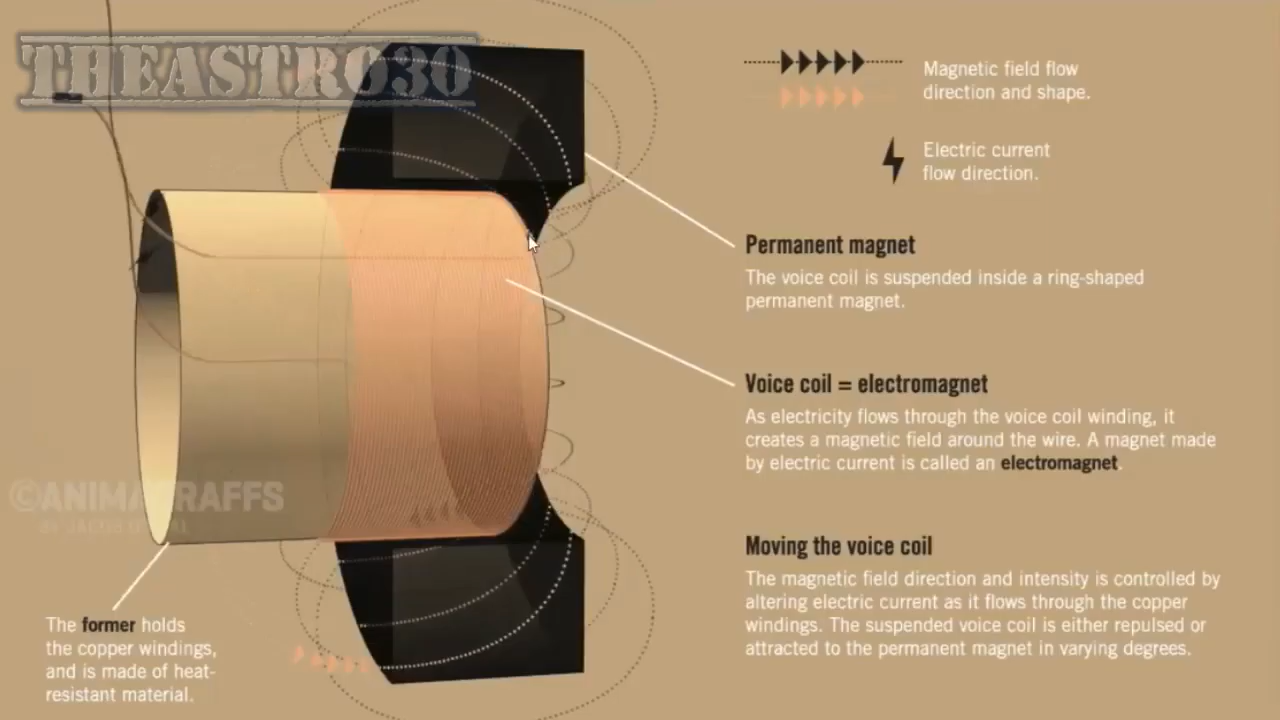 THEASTRO30
Magnetic field flow
direction and shape.
Electric current
flow direction.
Permanent magnet
The voice coil is suspended inside a ring-shaped
permanent magnet.
Voice coil = electromagnet
As electricity flows through the voice coil winding, it
creates a magnetic field around the wire. A magnet made
by electric current is called an electromagnet.
Moving the voice coil
The magnetic field direction and intensity is controlled by
altering electric current as it flows through the copper
windings. The suspended voice coil is either repulsed or
attracted to the permanent magnet in varying degrees.
©ANIMAGRAFFS
The former holds
the copper windings,
and is made of heat-
resistant material.